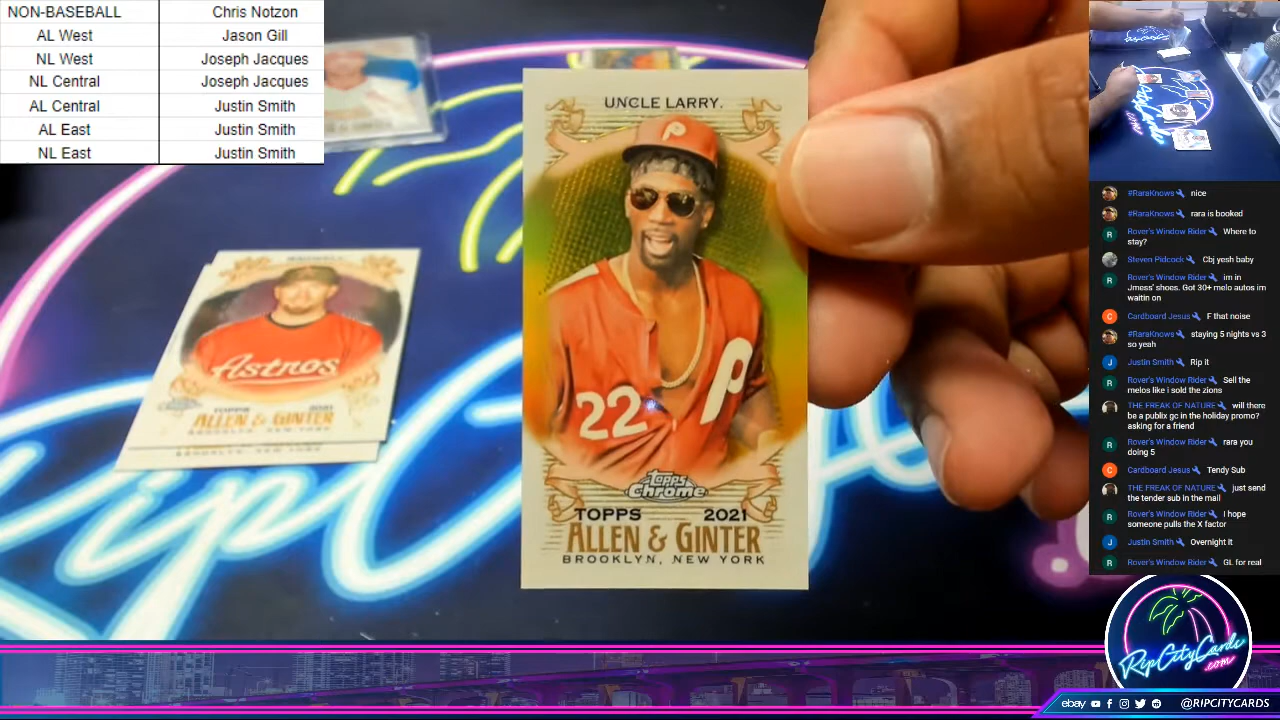 NON-BASEBALL Chris Notzon
AL West Jason Gill
NL West Joseph Jacques
NL Central Joseph Jacques
AL Central Justin Smith
AL East Justin Smith
NL East Justin Smith
UNCLE LARRY.
P
P
22
Topps
Chrome
TOPPS 2021
ALLEN & GINTER
BROOKLYN, NEW YORK
BAGWELL
Astros
TOPPS 2021
ALLEN & GINTER
BROOKLYN, NEW YORK
#RaraKnows nice
#RaraKnows rara is booked
Rover's Window Rider Where to
stay?
Steven Pidcock Cbj yesh baby
Rover's Window Rider im in
Jmess' shoes. Got 30+ melo autos im
waitin on
Cardboard Jesus F that noise
#RaraKnows staying 5 nights vs 3
so yeah
Justin Smith Rip it
Rover's Window Rider Sell the
melos like i sold the zions
THE FREAK OF NATURE will there
be a public pc in the holiday promo?
asking for a friend
Rover's Window Rider rara you
doing 5
Cardboard Jesus Tendy Sub
THE FREAK OF NATURE just send
the tender sub in the mail
Rover's Window Rider I hope
someone pulls the X factor
Justin Smith Overnight It
Rover's Window Rider GL for real
RipCityCards
.com
ebay @RIPCITYCARDS